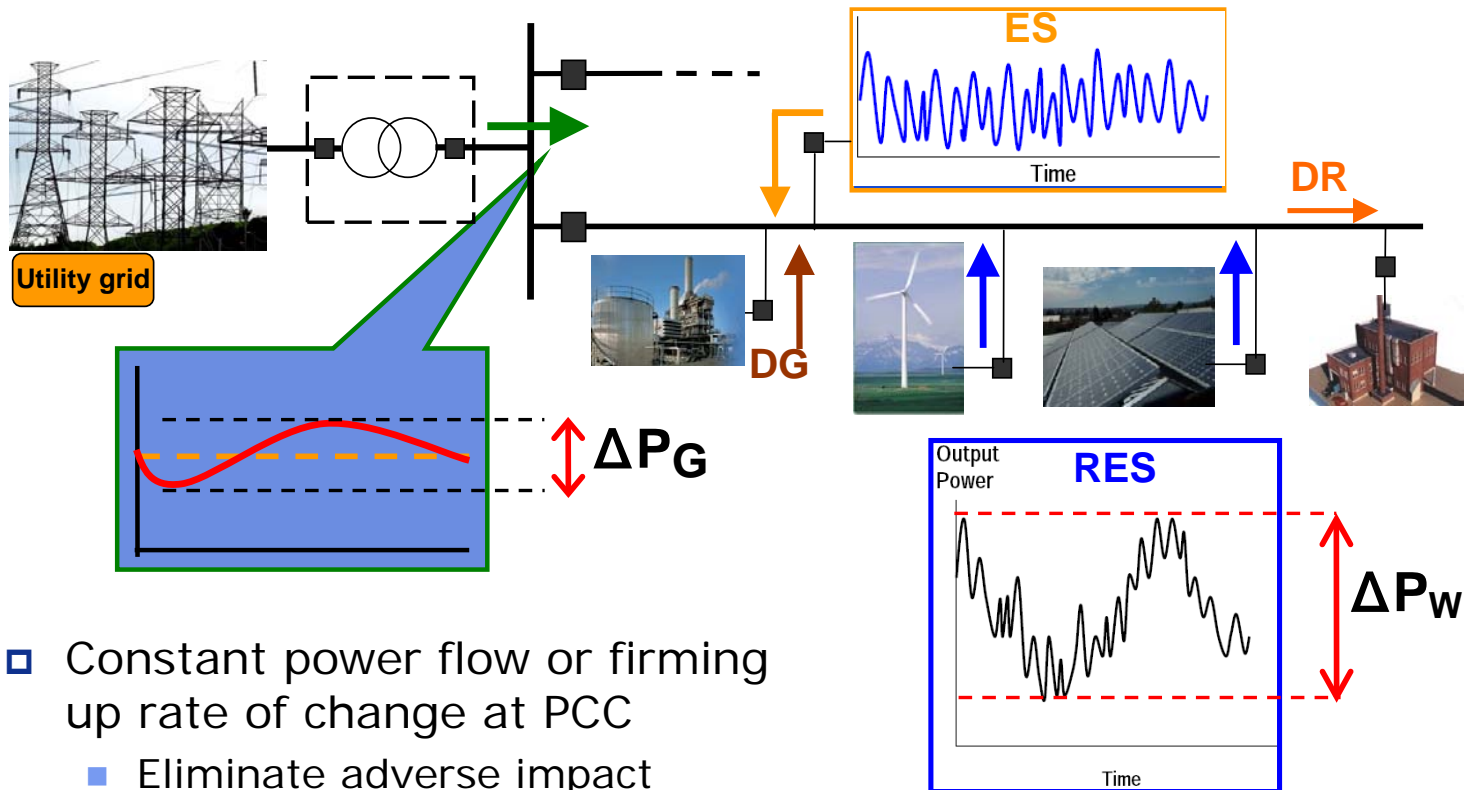 ES
Time
DR
Utility grid
DG
ΔPG
Output
Power
RES
ΔPW
Time
Constant power flow or firming
up rate of change at PCC
Eliminate adverse impact